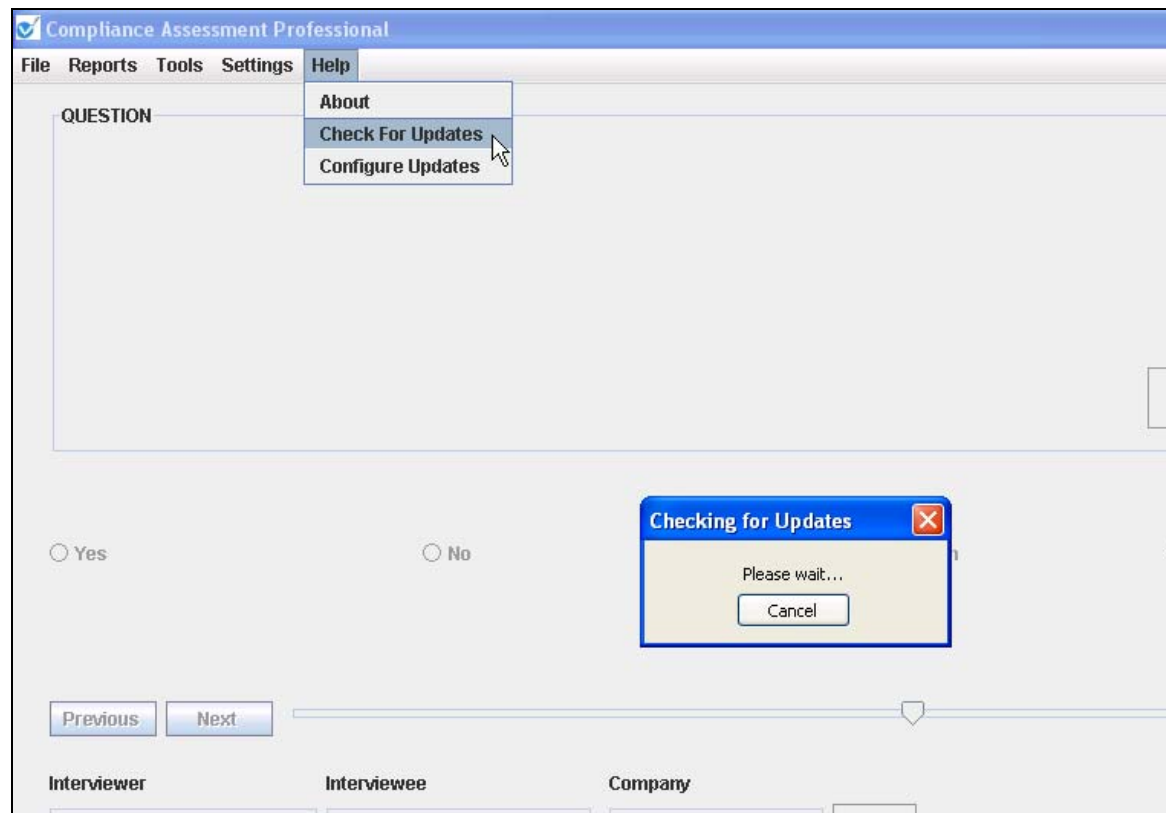 Compliance Assessment Professional
File Reports Tools Settings Help
About
Check For Updates
Configure Updates
QUESTION
Checking for Updates
Please wait...
Cancel
Yes No
Previous Next
Interviewer Interviewee Company